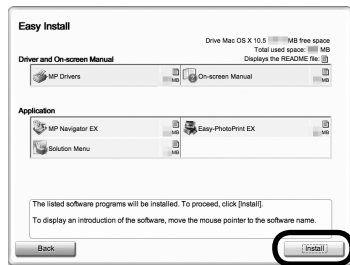 Easy Install
Drive Mac OS X 10.5 MB free space
Total used space: MB
Driver and On-screen Manual
Displays the README file:
MP Drivers MB On-screen Manual MB
Application
MP Navigator EX MB Easy-PhotoPrint EX MB
Solution Menu MB
The listed software programs will be installed. To proceed, click [Install].
To display an introduction of the software, move the mouse pointer to the software name.
Back Install